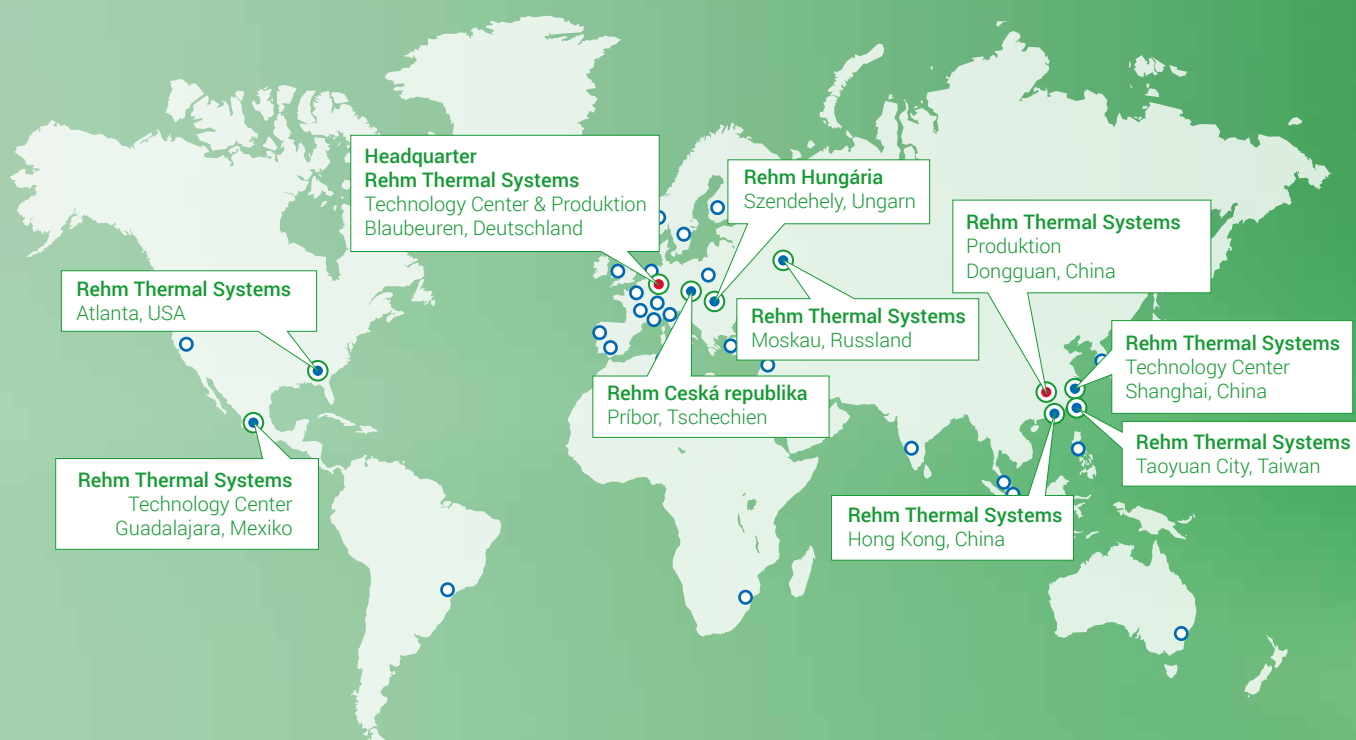 Headquarter
Rehm Thermal Systems
Technology Center & Produktion
Blaubeuren, Deutschland
Rehm Hungária
Szendehely, Ungarn
Rehm Thermal Systems
Produktion
Dongguan, China
Rehm Thermal Systems
Atlanta, USA
Rehm Thermal Systems
Moskau, Russland
Rehm Thermal Systems
Technology Center
Shanghai, China
Rehm Ceská republika
Príbor, Tschechien
Rehm Thermal Systems
Taoyuan City, Taiwan
Rehm Thermal Systems
Technology Center
Guadalajara, Mexiko
Rehm Thermal Systems
Hong Kong, China